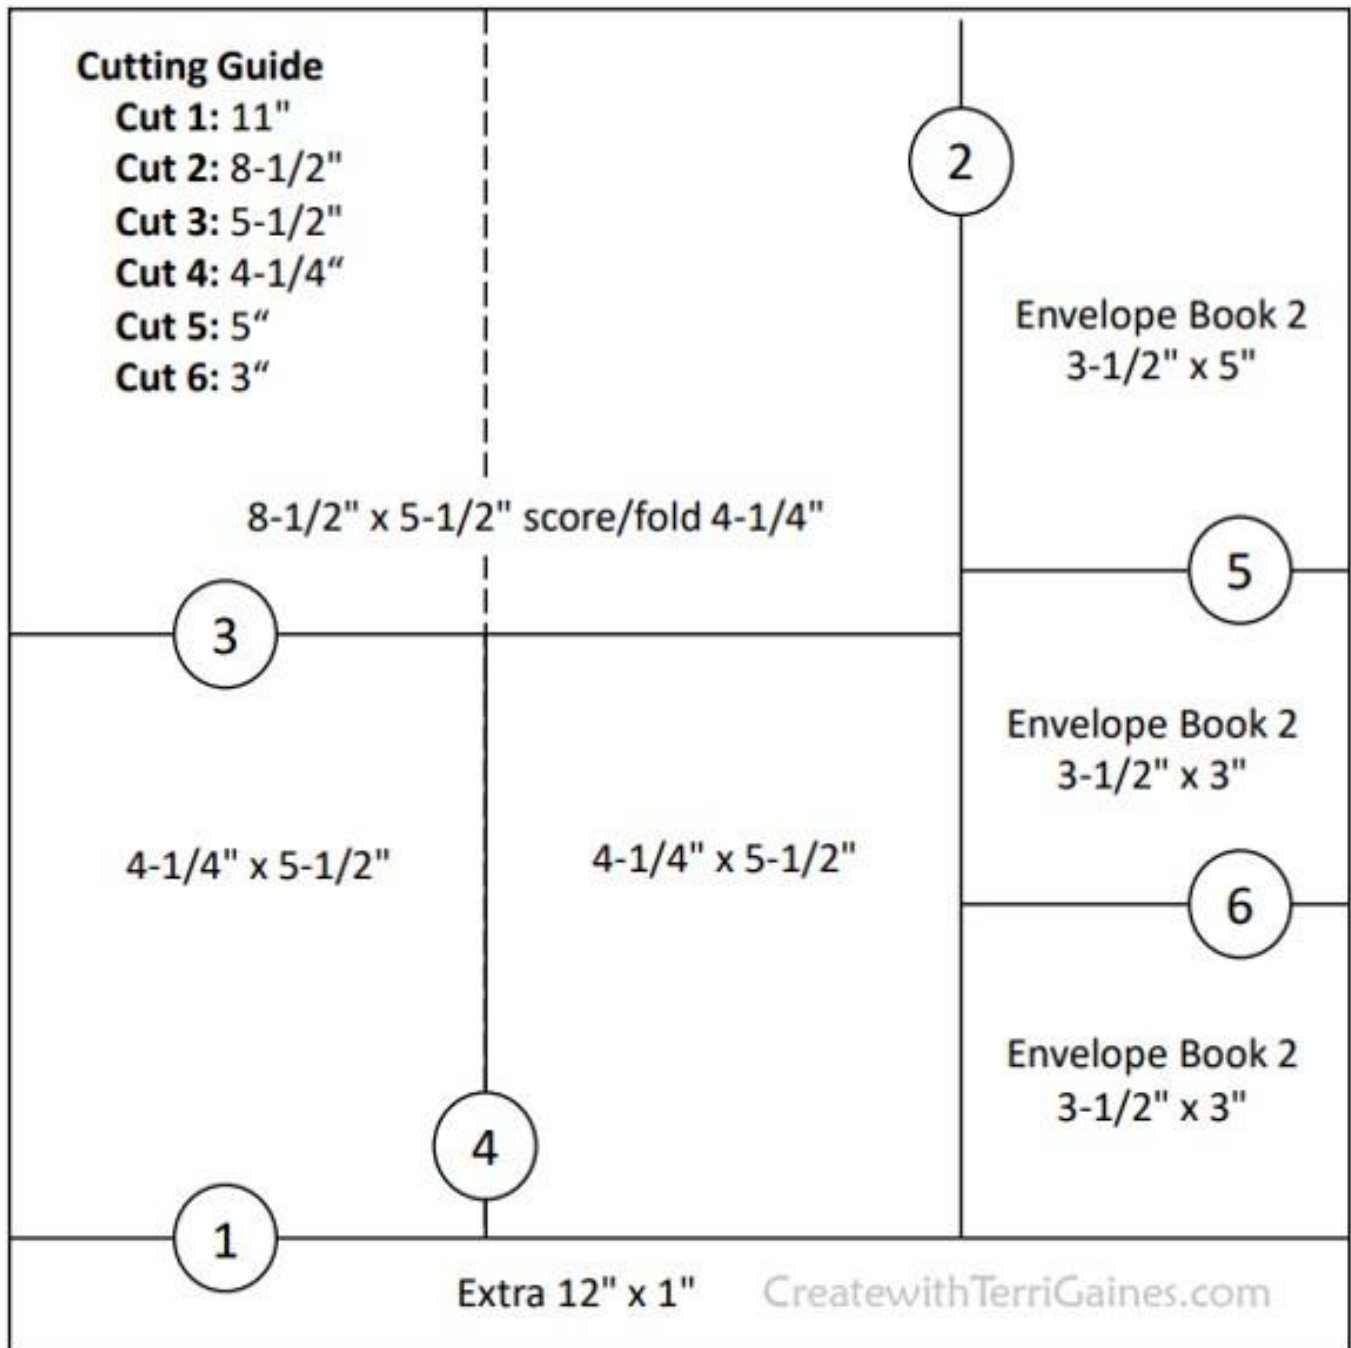 Cutting Guide
Cut 1: 11"
Cut 2: 8-1/2"
Cut 3: 5-1/2"
Cut 4: 4-1/4“
Cut 5: 5“
Cut 6: 3“
2
Envelope Book 2
3-1/2" x 5"
8-1/2" x 5-1/2" score/fold 4-1/4"
5
3
Envelope Book 2
3-1/2" x 3"
4-1/4" x 5-1/2"
4-1/4" x 5-1/2"
6
Envelope Book 2
3-1/2" x 3"
4
1
Extra 12" x 1"
CreatewithTerriGaines.com